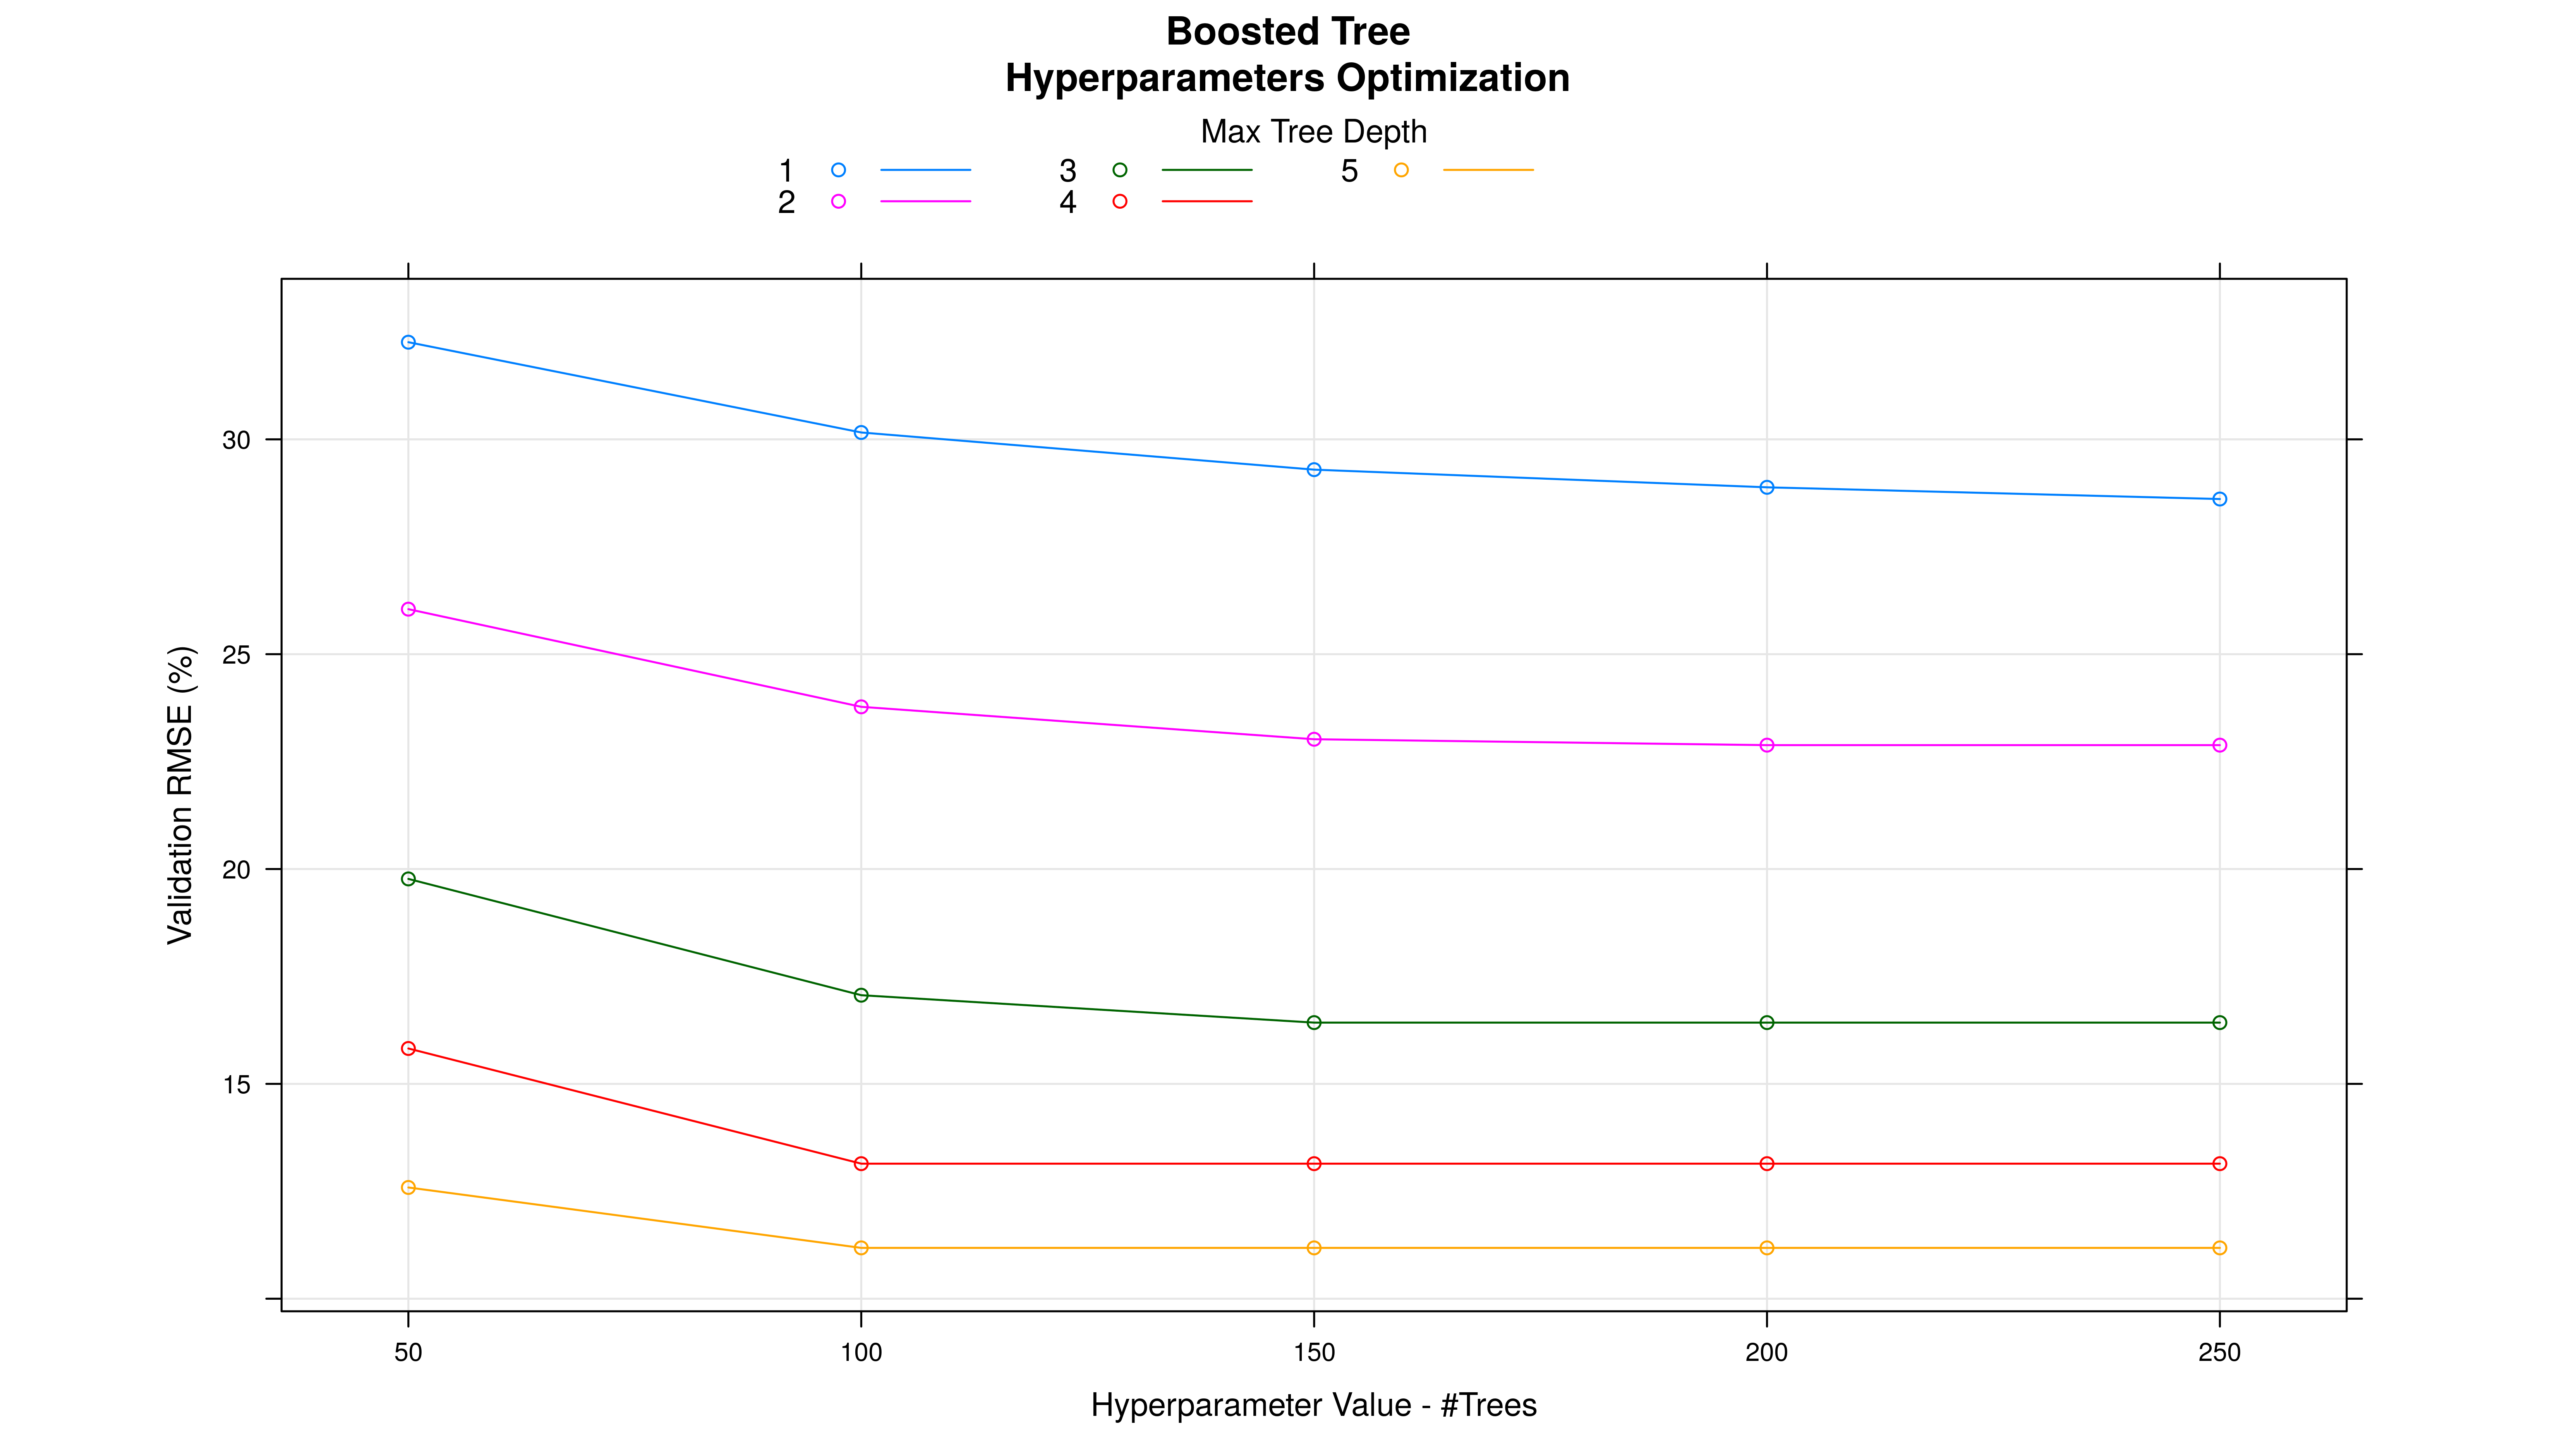 Boosted Tree
Hyperparameters Optimization
Max Tree Depth
1 3 5
2 4
30
25
20
15
Validation RMSE (%)
50 100 150 200 250
Hyperparameter Value - #Trees